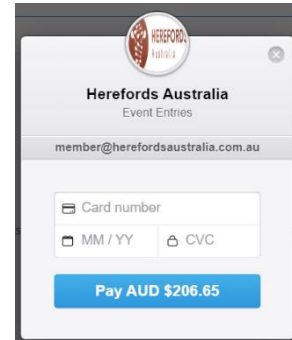 HEREFORDS
Australia
Herefords Australia
Event Entries
member@herefordsaustralia.com.au
Card number
MM / YY CVC
Pay AUD $206.65